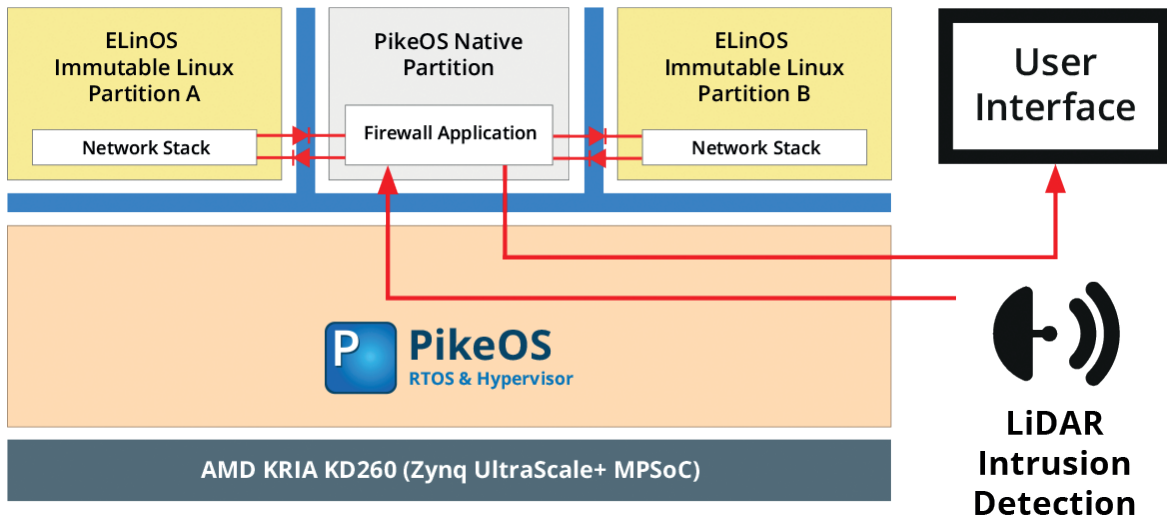 ELinOS
Immutable Linux
Partition A
Network Stack
PikeOS Native
Partition
Firewall Application
ELinOS
Immutable Linux
Partition B
Network Stack
User
Interface
P
PikeOS
RTOS & Hypervisor
LiDAR
Intrusion
Detection
AMD KRIA KD260 (Zynq UltraScale+ MPSoC)